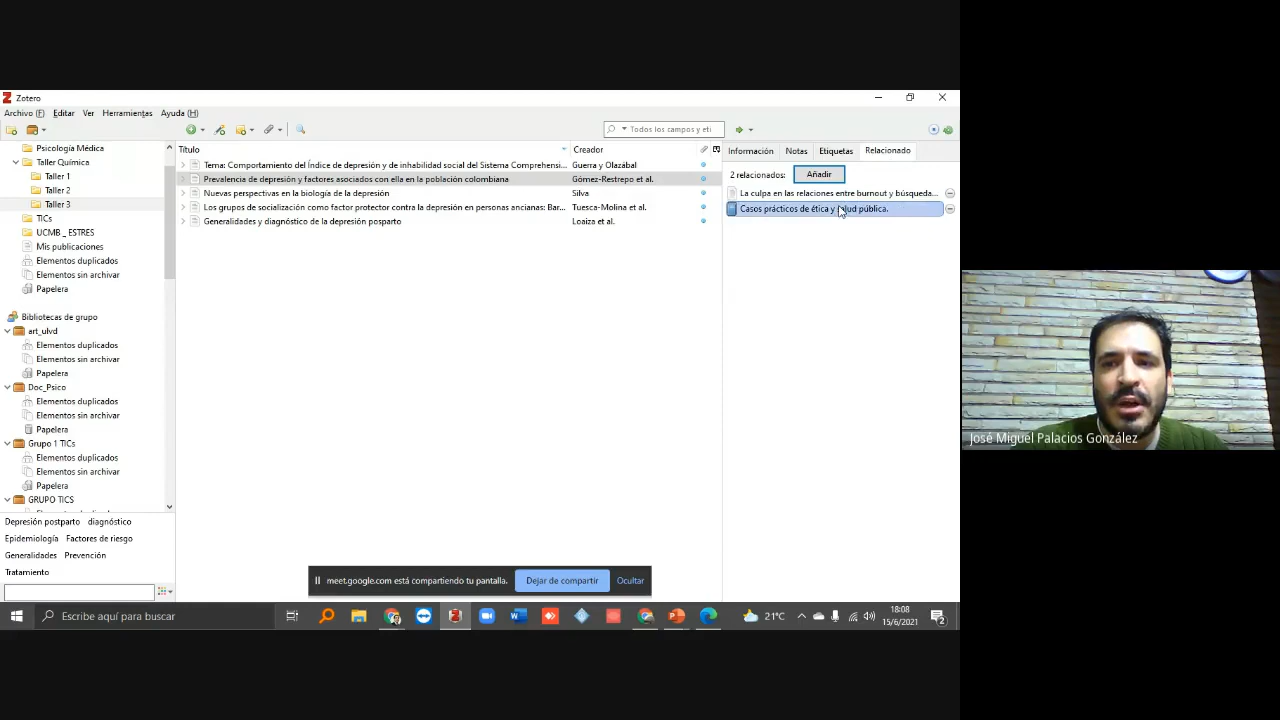 Zotero
Archivo (F) Editar Ver Herramientas Ayuda (H)
Todos los campos y eti
Psicología Médica
Taller Química
Taller 1
Taller 2
Taller 3
TICs
UCMB _ ESTRES
Mis publicaciones
Elementos duplicados
Elementos sin archivar
Papelera
Bibliotecas de grupo
art_ulvd
Elementos duplicados
Elementos sin archivar
Papelera
Doc_Psico
Elementos duplicados
Elementos sin archivar
Papelera
Grupo 1 TICs
Elementos duplicados
Elementos sin archivar
Papelera
GRUPO TICS
Depresión postparto diagnóstico
Epidemiología Factores de riesgo
Generalidades Prevención
Tratamiento
Título Creador
Tema: Comportamiento del Índice de depresión y de inhabilidad social del Sistema Comprehensi... Guerra y Olazábal
Prevalencia de depresión y factores asociados con ella en la población colombiana Gómez-Restrepo et al.
Nuevas perspectivas en la biología de la depresión Silva
Los grupos de socialización como factor protector contra la depresión en personas ancianas: Bar... Tuesca-Molina et al.
Generalidades y diagnóstico de la depresión posparto Loaiza et al.
Información Notas Etiquetas Relacionado
2 relacionados: Añadir
La culpa en las relaciones entre burnout y búsqueda...
Casos prácticos de ética y salud pública.
meet.google.com está compartiendo tu pantalla. Dejar de compartir Ocultar
Escribe aquí para buscar
21°C
18:08
15/6/2021
2
José Miguel Palacios González